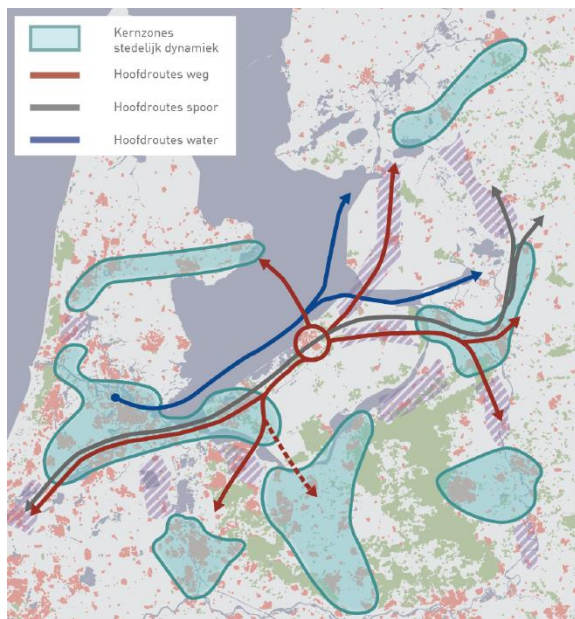 Kernzones
stedelijk dynamiek
Hoofdroutes weg
Hoofdroutes spoor
Hoofdroutes water